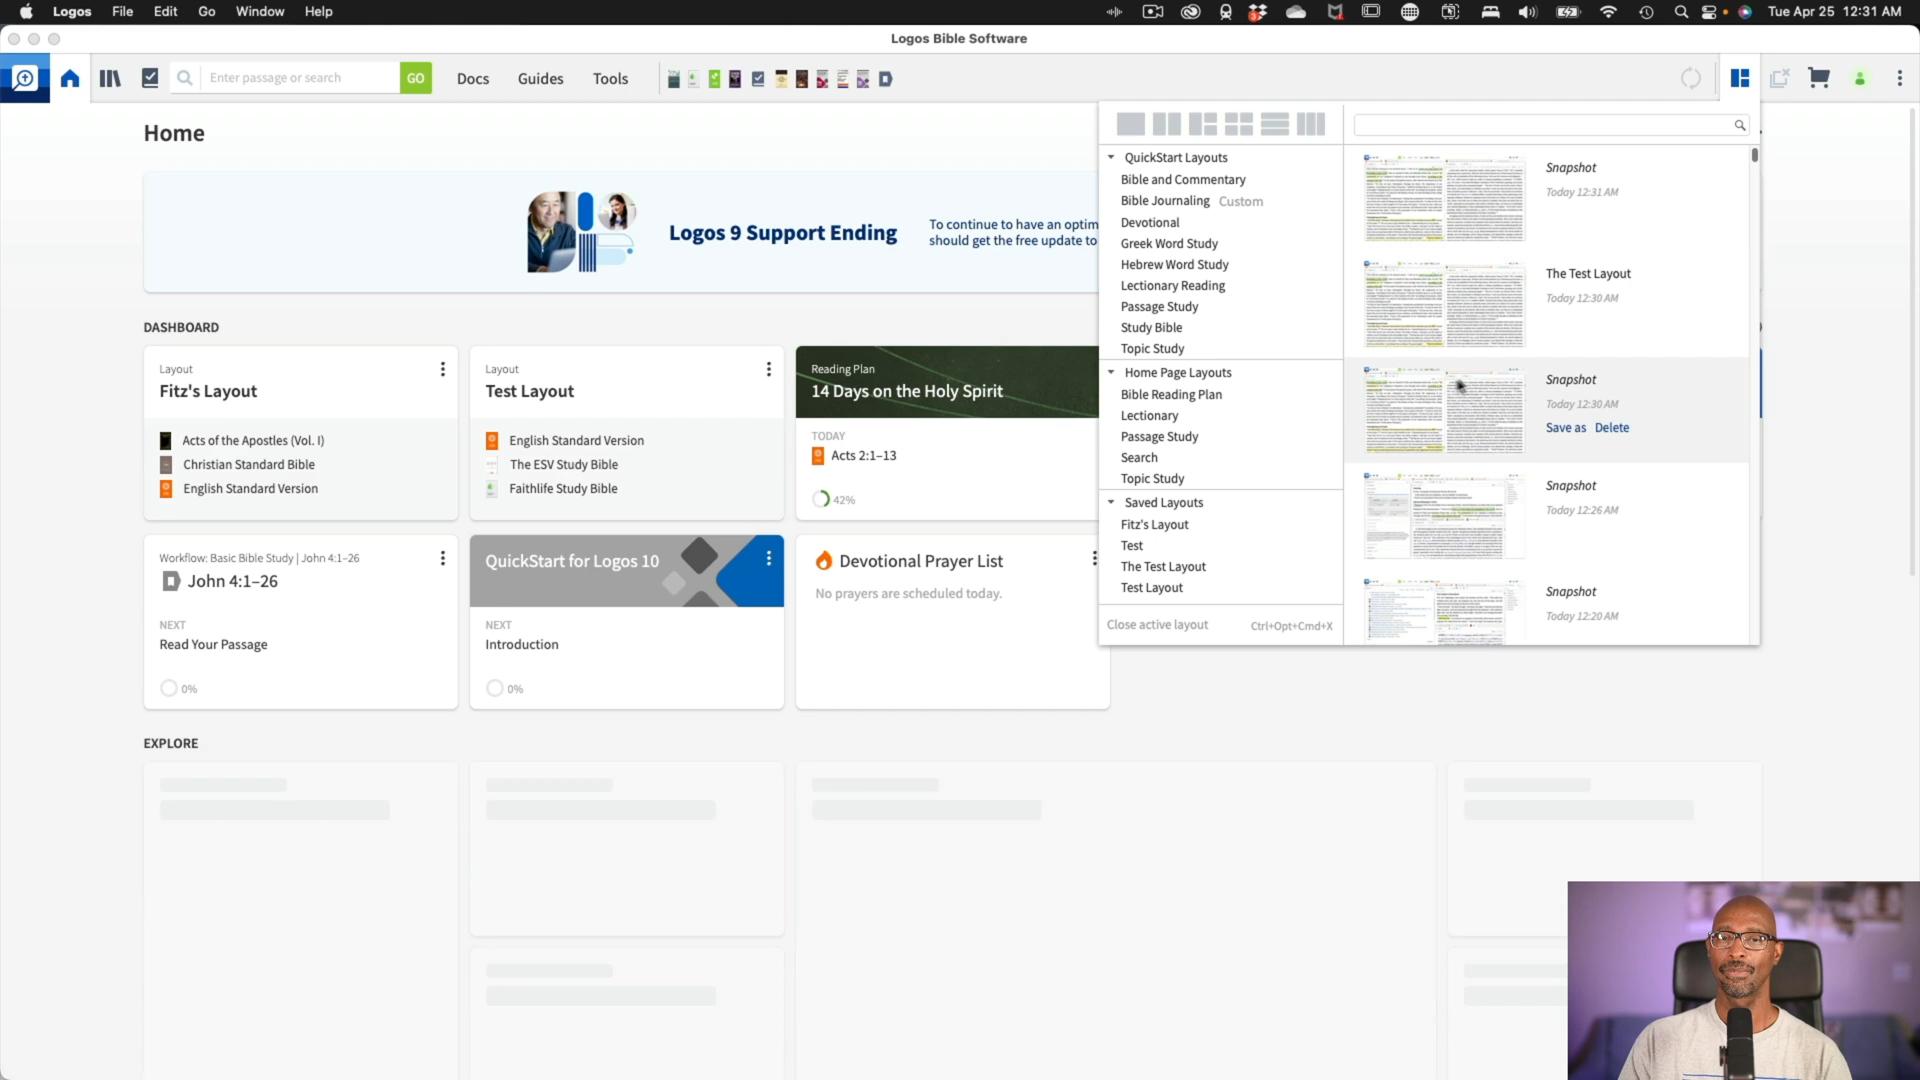 Logos File Edit Go Window Help
Tue Apr 25 12:31 AM
Logos Bible Software
Enter passage or search
GO
Docs Guides Tools
Home
Logos 9 Support Ending
To continue to have an optim
should get the free update to
DASHBOARD
Layout
Fitz's Layout
Acts of the Apostles (Vol. I)
Christian Standard Bible
English Standard Version
Layout
Test Layout
English Standard Version
The ESV Study Bible
Faithlife Study Bible
Reading Plan
14 Days on the Holy Spirit
TODAY
Acts 2:1–13
42%
Workflow: Basic Bible Study | John 4:1–26
John 4:1–26
NEXT
Read Your Passage
0%
QuickStart for Logos 10
NEXT
Introduction
0%
Devotional Prayer List
No prayers are scheduled today.
EXPLORE
QuickStart Layouts
Bible and Commentary
Bible Journaling Custom
Devotional
Greek Word Study
Hebrew Word Study
Lectionary Reading
Passage Study
Study Bible
Topic Study
Home Page Layouts
Bible Reading Plan
Lectionary
Passage Study
Search
Topic Study
Saved Layouts
Fitz's Layout
Test
The Test Layout
Test Layout
Close active layout Ctrl+Opt+Cmd+X
Snapshot
Today 12:31 AM
The Test Layout
Today 12:30 AM
Snapshot
Today 12:30 AM
Save as Delete
Snapshot
Today 12:26 AM
Snapshot
Today 12:20 AM